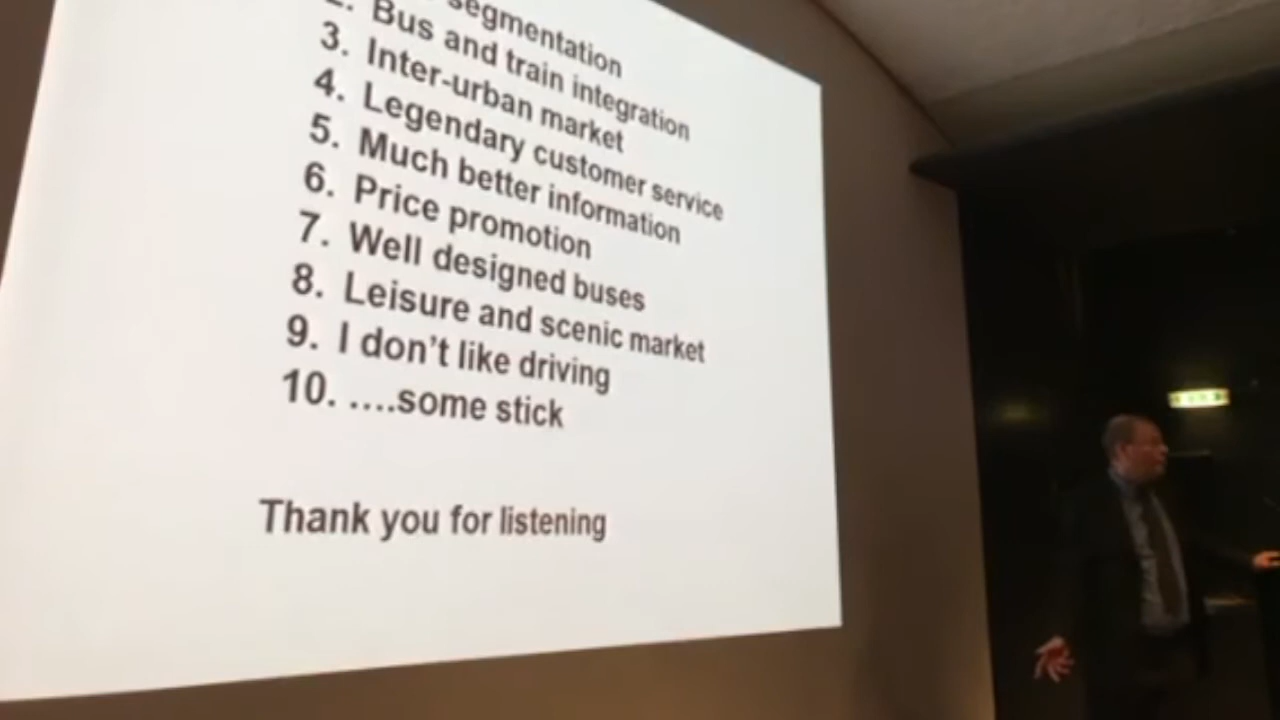 segmentation
2. Bus and train integration
3. Inter-urban market
4. Legendary customer service
5. Much better information
6. Price promotion
7. Well designed buses
8. Leisure and scenic market
9. I don't like driving
10. ....some stick
Thank you for listening